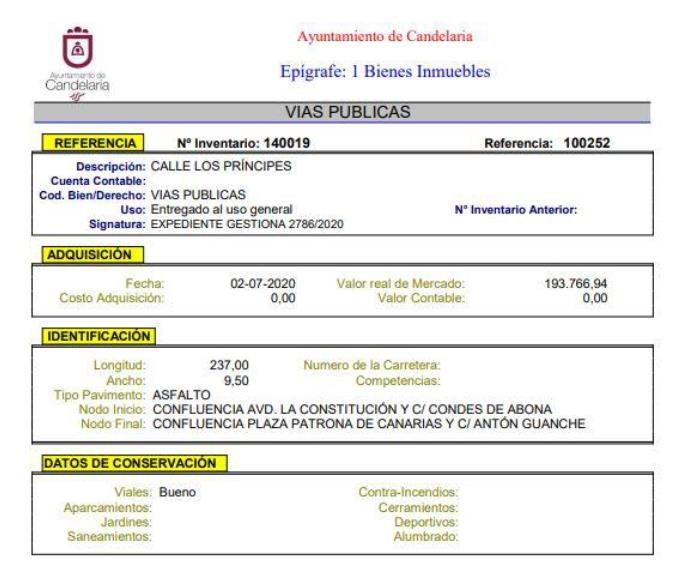 Ayuntamiento de Candelaria
Ayuntamiento de
Candelaria
Epígrafe: 1 Bienes Inmuebles
VIAS PUBLICAS
REFERENCIA Nº Inventario: 140019 Referencia: 100252
Descripción: CALLE LOS PRÍNCIPES
Cuenta Contable:
Cod. Bien/Derecho: VIAS PUBLICAS
Uso: Entregado al uso general Nº Inventario Anterior:
Signatura: EXPEDIENTE GESTIONA 2786/2020
ADQUISICIÓN
Fecha: 02-07-2020 Valor real de Mercado: 193.766,94
Costo Adquisición: 0,00 Valor Contable: 0,00
IDENTIFICACIÓN
Longitud: 237,00 Numero de la Carretera:
Ancho: 9,50 Competencias:
Tipo Pavimento: ASFALTO
Nodo Inicio: CONFLUENCIA AVD. LA CONSTITUCIÓN Y C/ CONDES DE ABONA
Nodo Final: CONFLUENCIA PLAZA PATRONA DE CANARIAS Y C/ ANTÓN GUANCHE
DATOS DE CONSERVACIÓN
Viales: Bueno Contra-Incendios:
Aparcamientos: Cerramientos:
Jardines: Deportivos:
Saneamientos: Alumbrado: